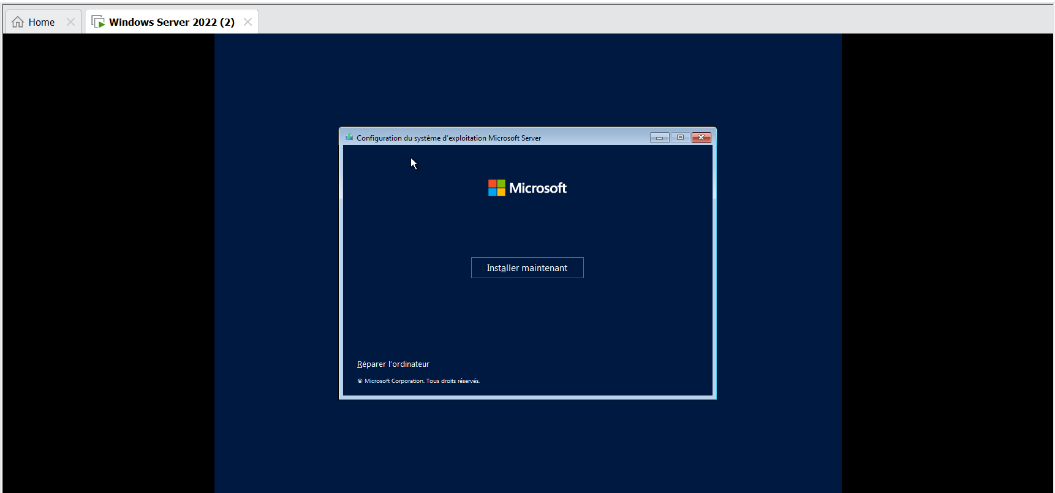 Home
Windows Server 2022 (2)
Configuration du système d'exploitation Microsoft Server
Microsoft
Installer maintenant
Réparer l'ordinateur
© Microsoft Corporation. Tous droits réservés.